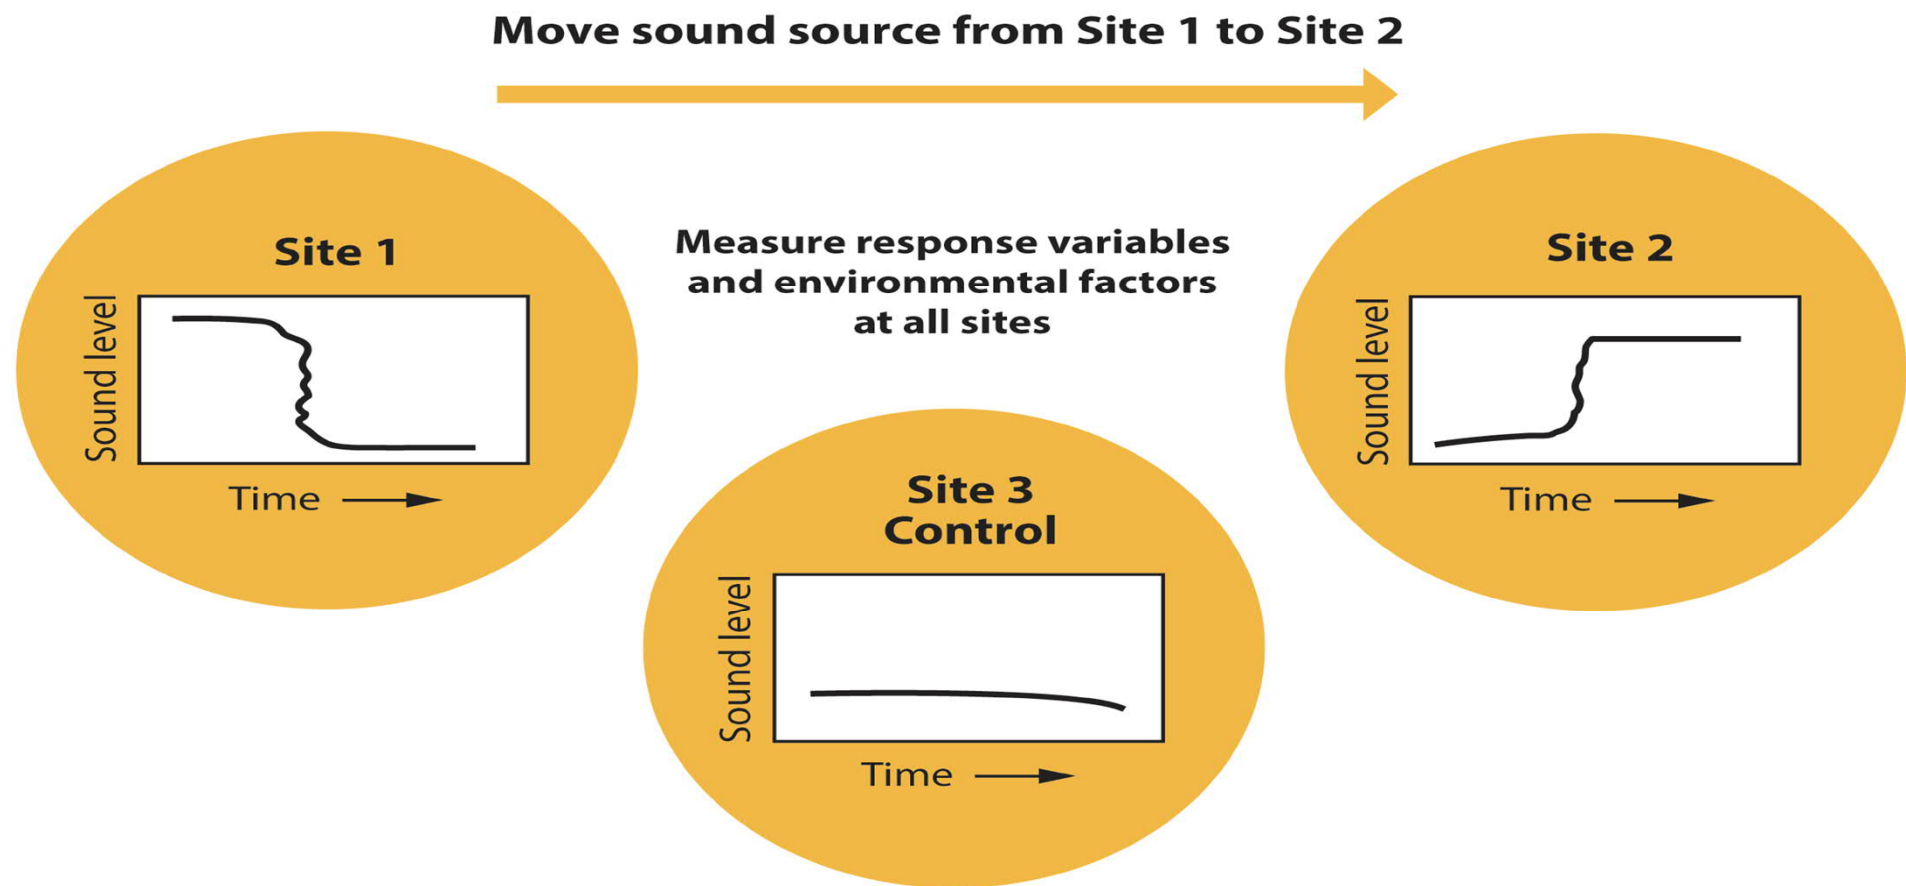 Move sound source from Site 1 to Site 2
Site 1
Sound level
Time
Measure response variables
and environmental factors
at all sites
Site 2
Sound level
Time
Site 3
Control
Sound level
Time